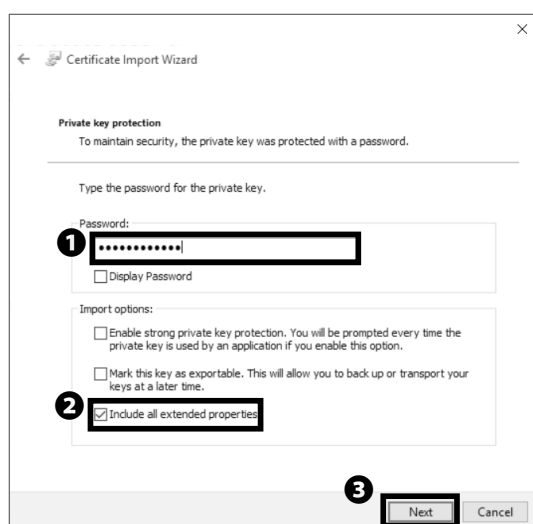 Certificate Import Wizard
Private key protection
To maintain security, the private key was protected with a password.
Type the password for the private key.
Password:
1
••••••••••••
Display Password
Import options:
Enable strong private key protection. You will be prompted every time the
private key is used by an application if you enable this option.
Mark this key as exportable. This will allow you to back up or transport your
keys at a later time.
2
Include all extended properties
3
Next
Cancel